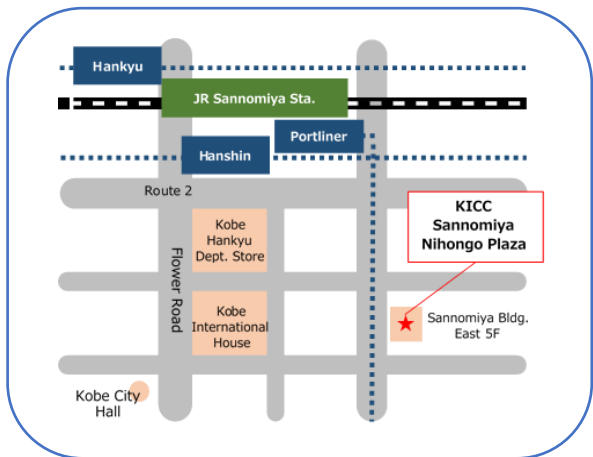 Hankyu
JR Sannomiya Sta.
Portliner
Hanshin
Route 2
KICC
Sannomiya
Nihongo Plaza
Kobe
Hankyu
Dept. Store
Flower Road
Kobe
International
House
Sannomiya Bldg.
East 5F
Kobe City
Hall